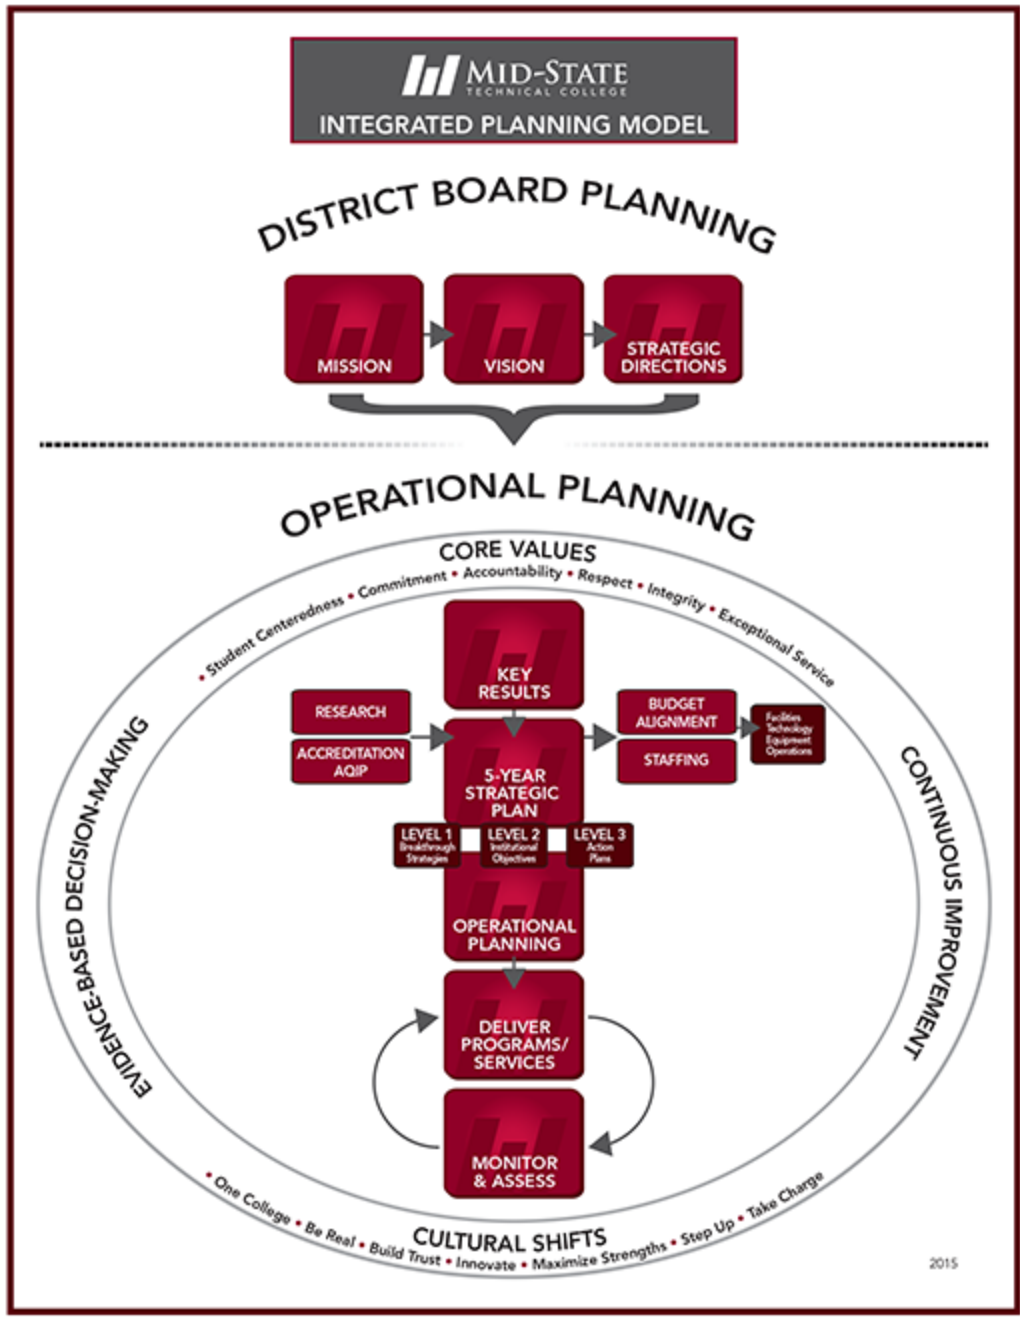 MID-STATE
TECHNICAL COLLEGE
INTEGRATED PLANNING MODEL
DISTRICT BOARD PLANNING
MISSION
VISION
STRATEGIC
DIRECTIONS
OPERATIONAL PLANNING
CORE VALUES
• Student Centeredness • Commitment • Accountability • Respect • Integrity • Exceptional Service
KEY
RESULTS
RESEARCH
ACCREDITATION
AQIP
5-YEAR
STRATEGIC
PLAN
BUDGET
ALIGNMENT
STAFFING
Facilities
Technology
Equipment
Operations
LEVEL 1
Breakthrough
Strategies
LEVEL 2
Institutional
Objectives
LEVEL 3
Action
Plans
OPERATIONAL
PLANNING
DELIVER
PROGRAMS/
SERVICES
MONITOR
& ASSESS
EVIDENCE-BASED DECISION-MAKING
CONTINUOUS IMPROVEMENT
CULTURAL SHIFTS
• One College • Be Real • Build Trust • Innovate • Maximize Strengths • Step Up • Take Charge
2015